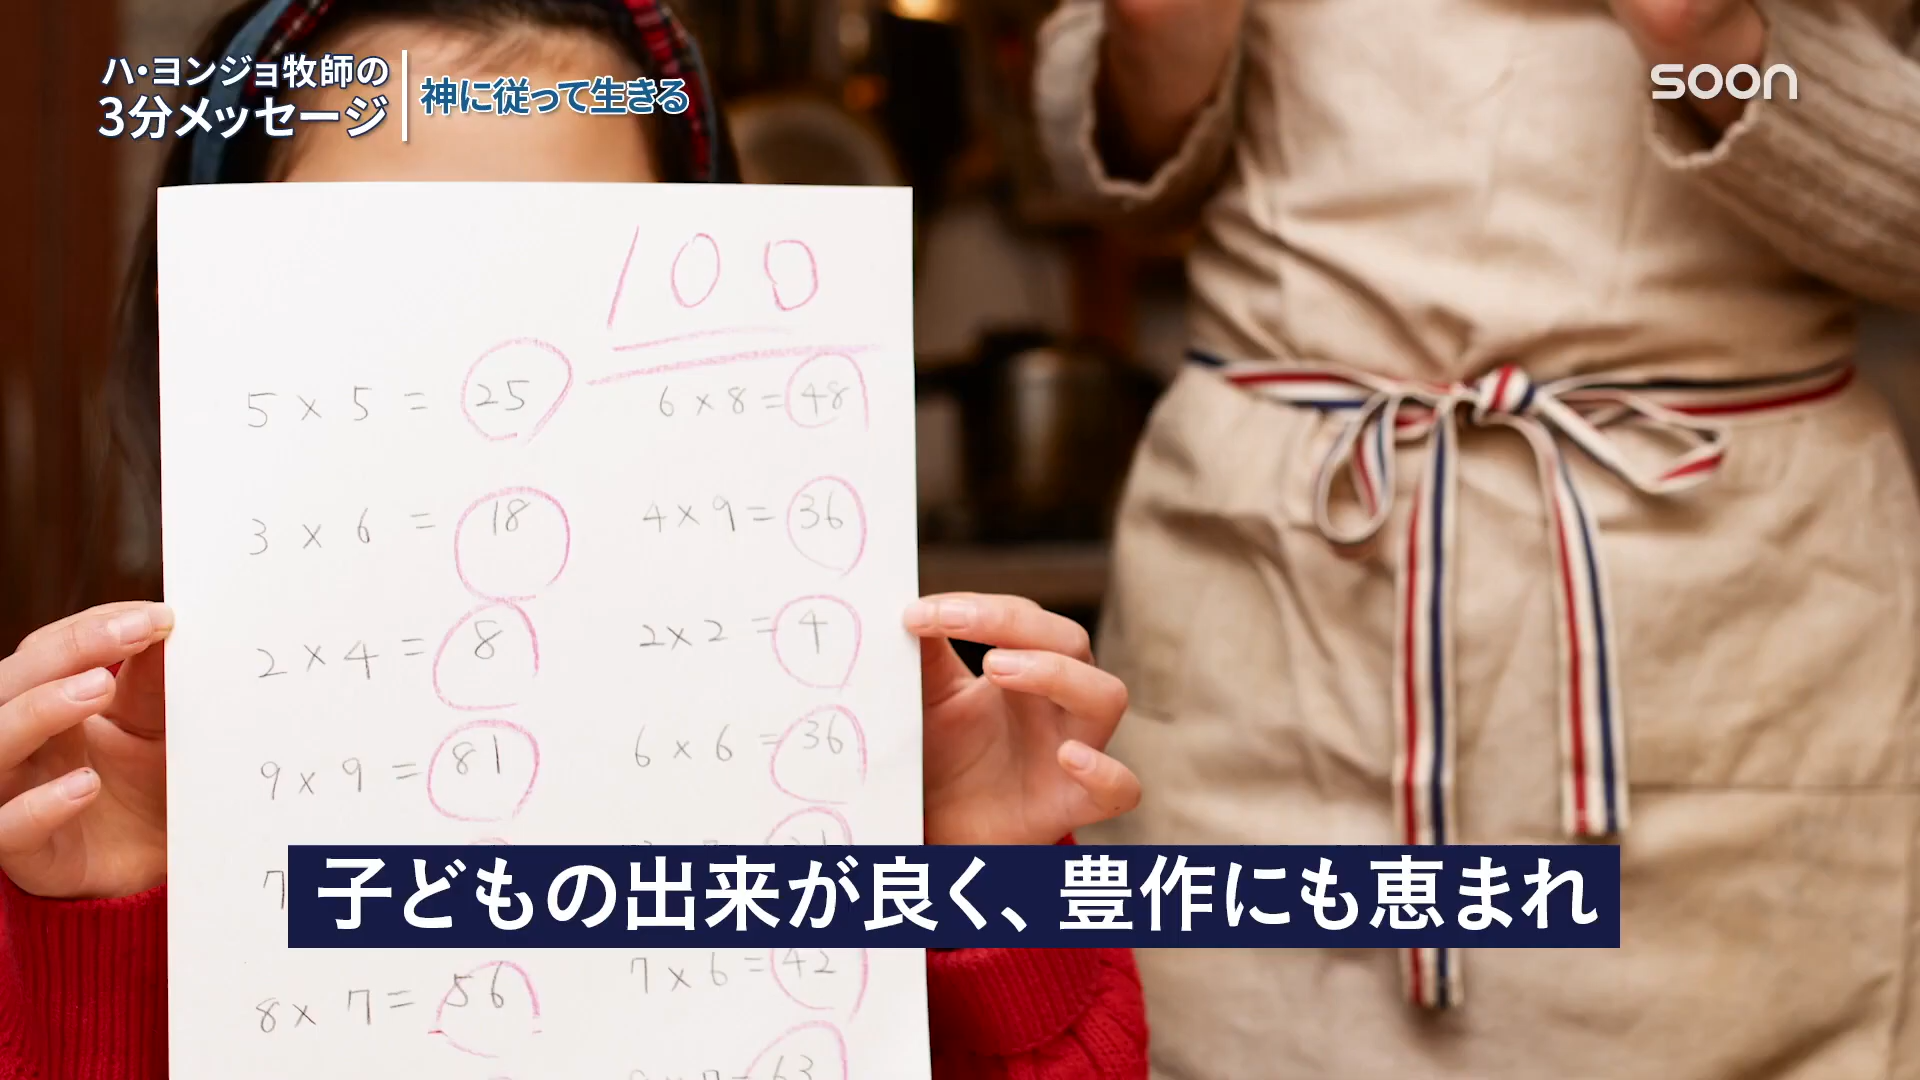 ハ・ヨンジョ牧師の
3分メッセージ
神に従って生きる
soon
100
5 × 5 = 25
6 × 8 = 48
3 × 6 = 18
4 × 9 = 36
2 × 4 = 8
2 × 2 = 4
9 × 9 = 81
6 × 6 = 36
7
子どもの出来が良く、豊作にも恵まれ
7 × 6 = 42
8 × 7 = 56
63